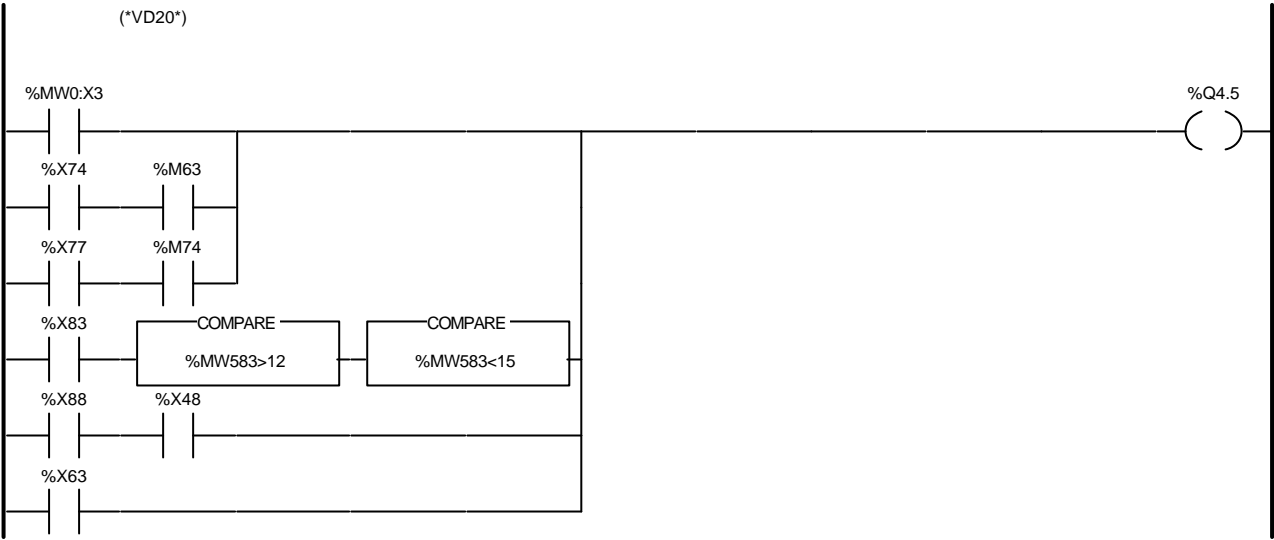 (*VD20*)
%MW0:X3 %Q4.5
%X74 %M63
%X77 %M74
%X83 COMPARE COMPARE
%MW583>12 %MW583<15
%X88 %X48
%X63